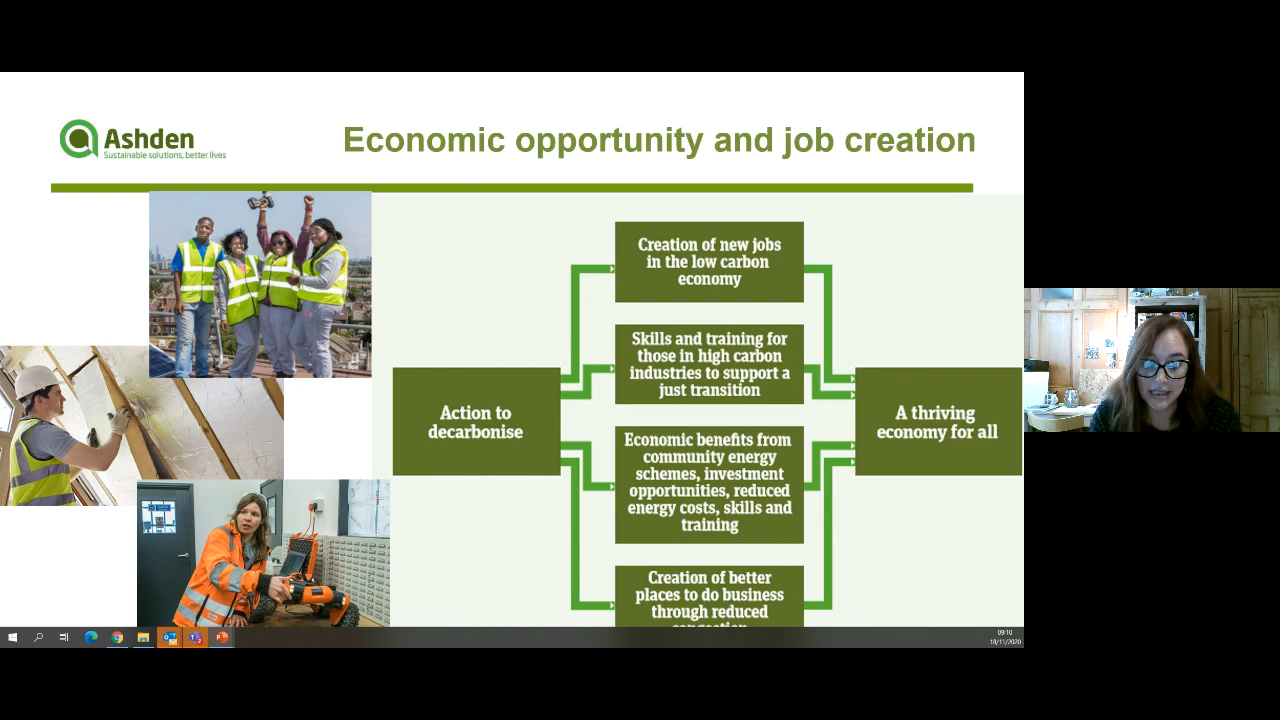 Ashden
Sustainable solutions, better lives
Economic opportunity and job creation
Creation of new jobs
in the low carbon
economy
Skills and training for
those in high carbon
industries to support a
just transition
Action to
decarbonise
A thriving
economy for all
Economic benefits from
community energy
schemes, investment
opportunities, reduced
energy costs, skills and
training
Creation of better
places to do business
through reduced
congestion
09:10
18/11/2020